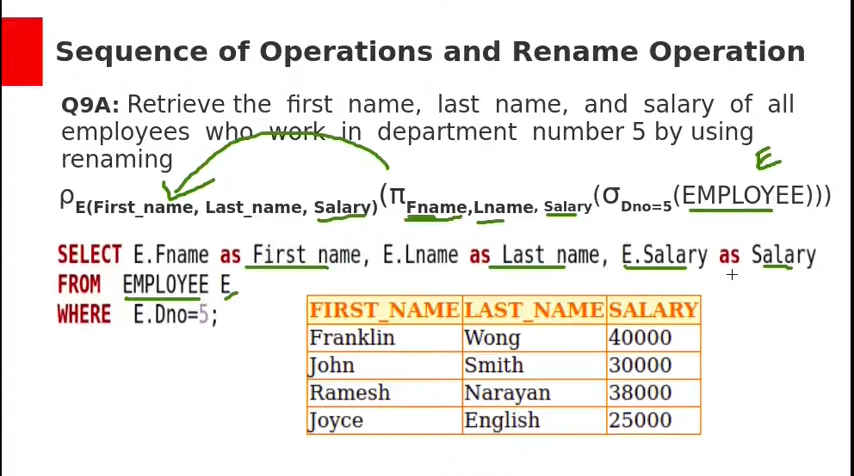 Sequence of Operations and Rename Operation
Q9A: Retrieve the first name, last name, and salary of all
employees who work in department number 5 by using
renaming
E
ρE(First_name, Last_name, Salary)(πFname,Lname, Salary(σDno=5(EMPLOYEE)))
SELECT E.Fname as First name, E.Lname as Last name, E.Salary as Salary
FROM EMPLOYEE E
WHERE E.Dno=5;
FIRST_NAME LAST_NAME SALARY
Franklin Wong 40000
John Smith 30000
Ramesh Narayan 38000
Joyce English 25000